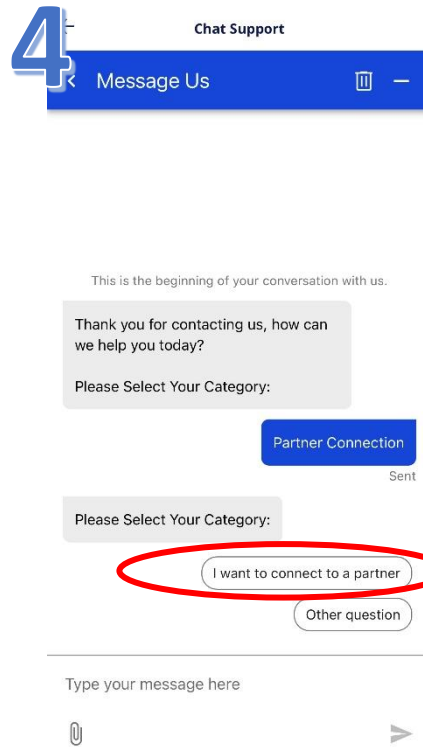 4
Chat Support
Message Us
This is the beginning of your conversation with us.
Thank you for contacting us, how can
we help you today?
Please Select Your Category:
Partner Connection
Sent
Please Select Your Category:
I want to connect to a partner
Other question
Type your message here